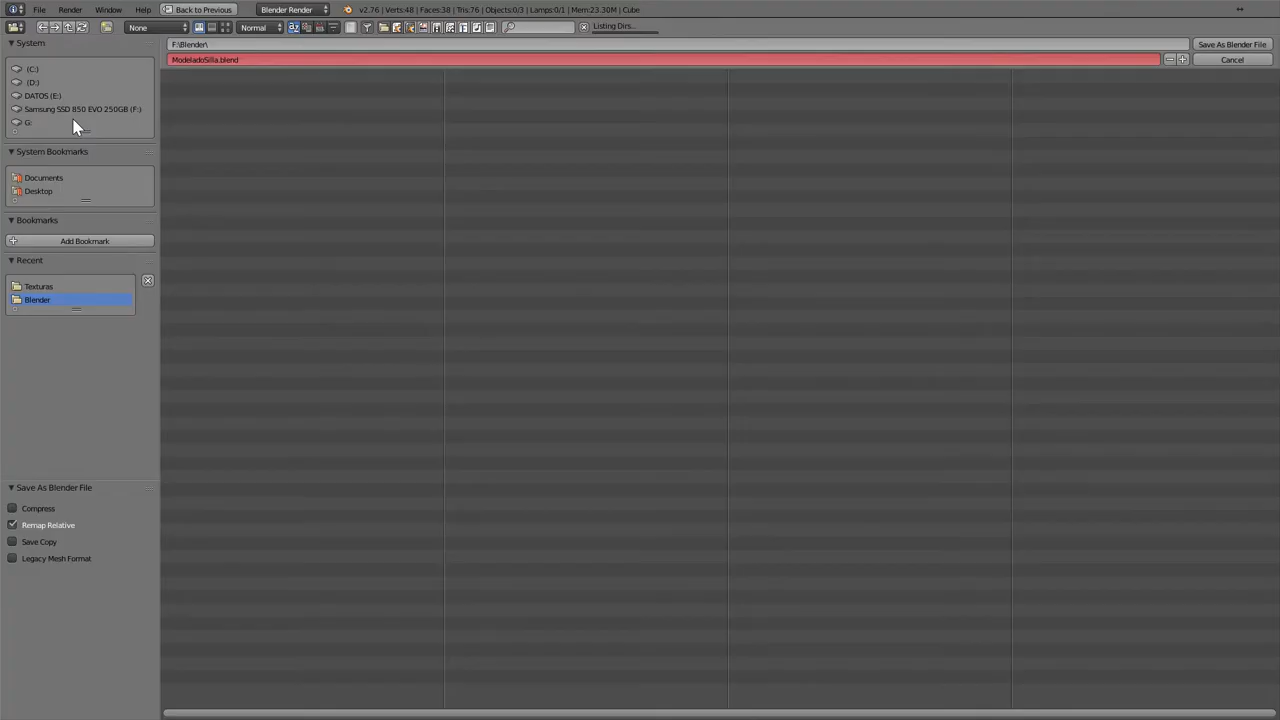 File Render Window Help Back to Previous Blender Render v2.76 | Verts:48 | Faces:38 | Tris:76 | Objects:0/3 | Lamps:0/1 | Mem:23.30M | Cube
None Normal Listing Dirs...
System
F:\Blender\ Save As Blender File
ModeladoSilla.blend Cancel
(C:)
(D:)
DATOS (E:)
Samsung SSD 850 EVO 250GB (F:)
G:
System Bookmarks
Documents
Desktop
Bookmarks
Add Bookmark
Recent
Texturas
Blender
Save As Blender File
Compress
Remap Relative
Save Copy
Legacy Mesh Format